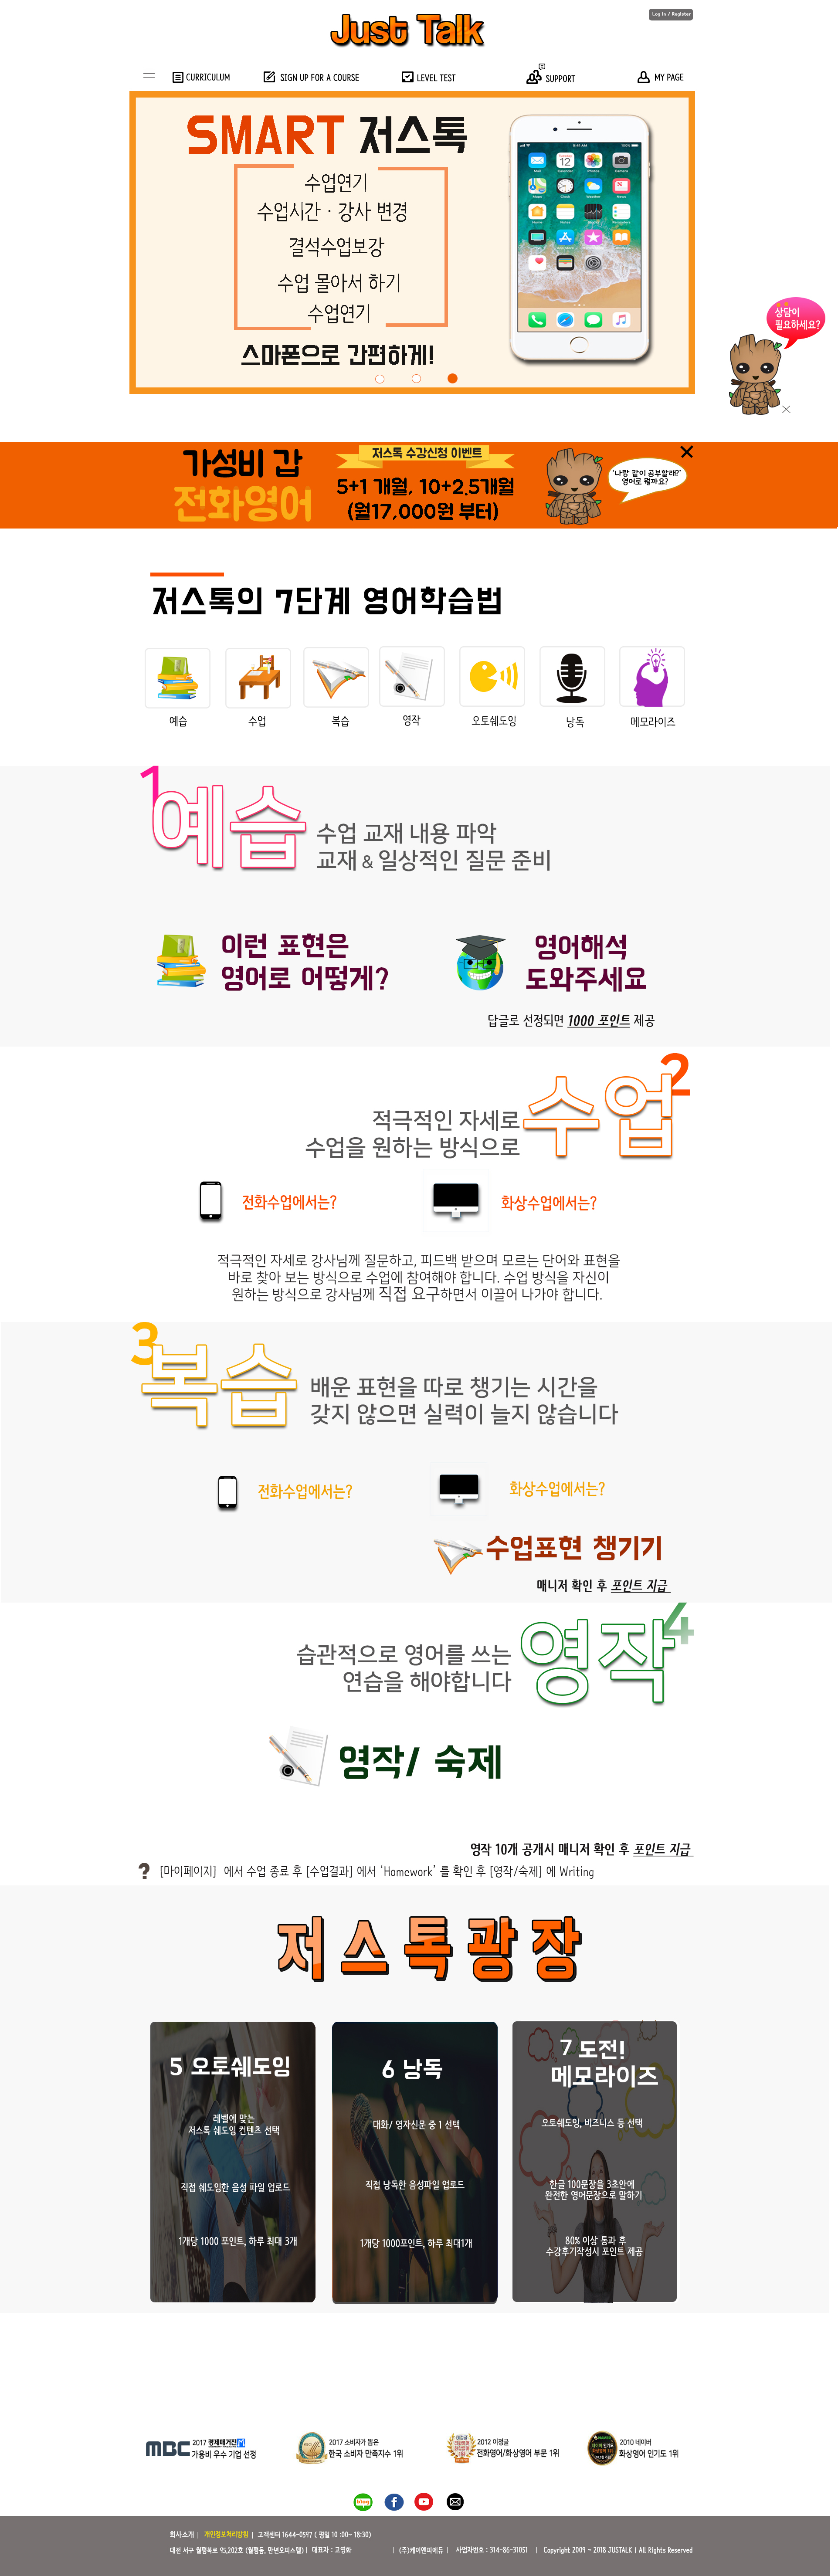 Just Talk
Log in / Register
CURRICULUM
SIGN UP FOR A COURSE
LEVEL TEST
SUPPORT
MY PAGE
SMART 저스톡
수업연기
수업시간 · 강사 변경
결석수업보강
수업 몰아서 하기
수업연기
스마폰으로 간편하게!
상담이
필요하세요?
가성비 갑
전화영어
저스톡 수강신청 이벤트
5+1 개월, 10+2.5개월
(월17,000원 부터)
'나랑 같이 공부할래?'
영어로 뭘까요?
저스톡의 7단계 영어학습법
예습
수업
복습
영작
오토쉐도잉
낭독
메모라이즈
1
예습
수업 교재 내용 파악
교재 & 일상적인 질문 준비
이런 표현은
영어로 어떻게?
영어해석
도와주세요
답글로 선정되면 1000 포인트 제공
2
수업
적극적인 자세로
수업을 원하는 방식으로
전화수업에서는?
화상수업에서는?
적극적인 자세로 강사님께 질문하고, 피드백 받으며 모르는 단어와 표현을
바로 찾아 보는 방식으로 수업에 참여해야 합니다. 수업 방식을 자신이
원하는 방식으로 강사님께 직접 요구하면서 이끌어 나가야 합니다.
3
복습
배운 표현을 따로 챙기는 시간을
갖지 않으면 실력이 늘지 않습니다
전화수업에서는?
화상수업에서는?
수업표현 챙기기
매니저 확인 후 포인트 지급
4
영작
습관적으로 영어를 쓰는
연습을 해야합니다
영작/ 숙제
영작 10개 공개시 매니저 확인 후 포인트 지급
? [마이페이지] 에서 수업 종료 후 [수업결과] 에서 'Homework' 를 확인 후 [영작/숙제] 에 Writing
저스톡광장
5 오토쉐도잉
레벨에 맞는
저스톡 쉐도잉 컨텐츠 선택
직접 쉐도잉한 음성 파일 업로드
1개당 1000 포인트, 하루 최대 3개
6 낭독
대화/ 영자신문 중 1 선택
직접 낭독한 음성파일 업로드
1개당 1000포인트, 하루 최대1개
7 도전!
메모라이즈
오토쉐도잉, 비즈니스 등 선택
한글 100문장을 3초안에
완전한 영어문장으로 말하기
80% 이상 통과 후
수강후기작성시 포인트 제공
MBC
2017 경제매거진M
가용비 우수 기업 선정
2017 소비자가 뽑은
한국 소비자 만족지수 1위
2012 이정글
전화영어/화상영어 부문 1위
2010 네이버
화상영어 인기도 1위
blog
회사소개 | 개인정보처리방침 | 고객센터 1644-0597 ( 평일 10 :00~ 18:30)
대전 서구 월평북로 95,202호 (월평동, 만년오피스텔) | 대표자 : 고영화 | (주)케이앤피에듀 | 사업자번호 : 314-86-31051 | Copyright 2009 ~ 2018 JUSTALK | All Rights Reserved